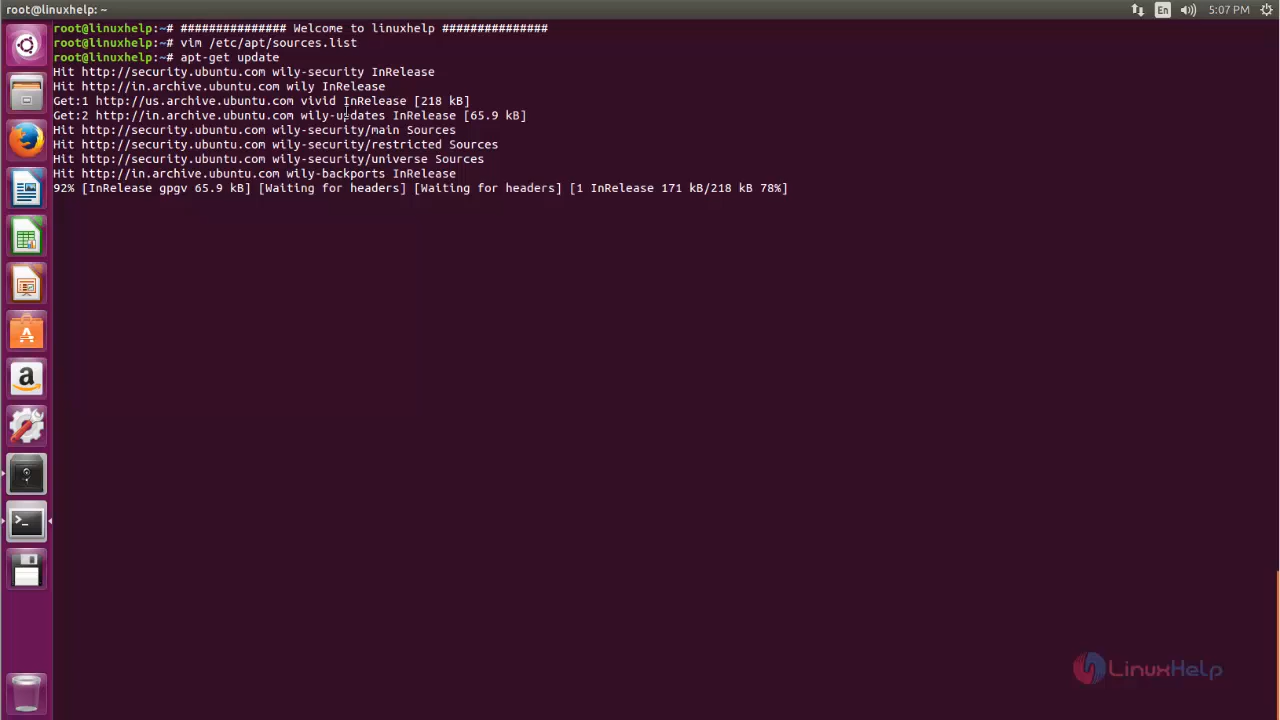 root@linuxhelp: ~
En
5:07 PM
root@linuxhelp:~# ############### Welcome to linuxhelp ###############
root@linuxhelp:~# vim /etc/apt/sources.list
root@linuxhelp:~# apt-get update
Hit http://security.ubuntu.com wily-security InRelease
Hit http://in.archive.ubuntu.com wily InRelease
Get:1 http://us.archive.ubuntu.com vivid InRelease [218 kB]
Get:2 http://in.archive.ubuntu.com wily-updates InRelease [65.9 kB]
Hit http://security.ubuntu.com wily-security/main Sources
Hit http://security.ubuntu.com wily-security/restricted Sources
Hit http://security.ubuntu.com wily-security/universe Sources
Hit http://in.archive.ubuntu.com wily-backports InRelease
92% [InRelease gpgv 65.9 kB] [Waiting for headers] [Waiting for headers] [1 InRelease 171 kB/218 kB 78%]
LinuxHelp